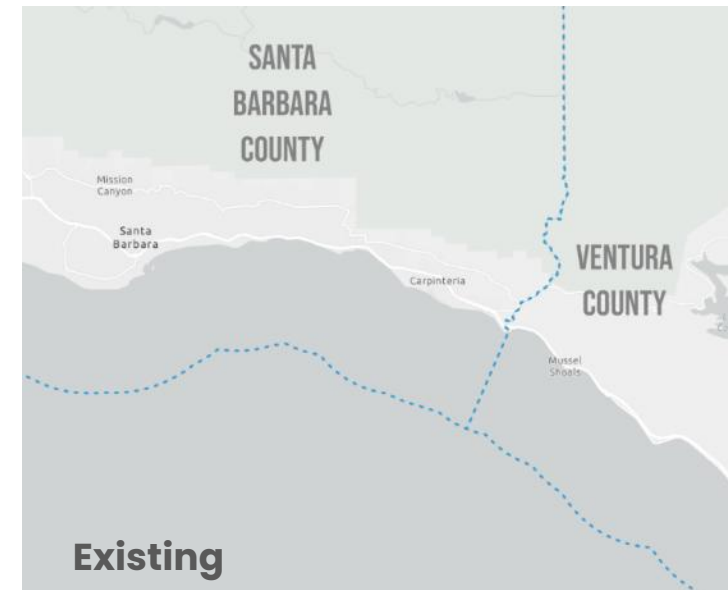 SANTA
BARBARA
COUNTY
Mission
Canyon
Santa
Barbara
VENTURA
COUNTY
Carpinteria
Mussel
Shoals
Existing